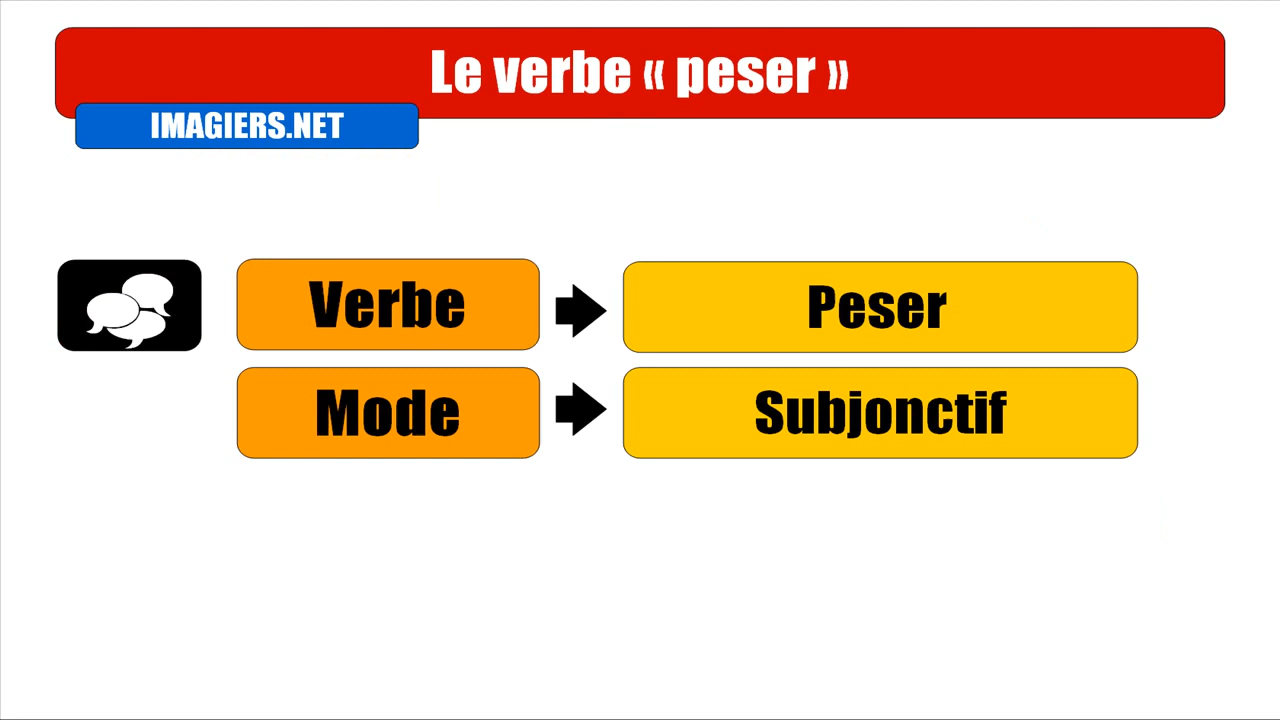 Le verbe « peser »
IMAGIERS.NET
Verbe
Peser
Mode
Subjonctif